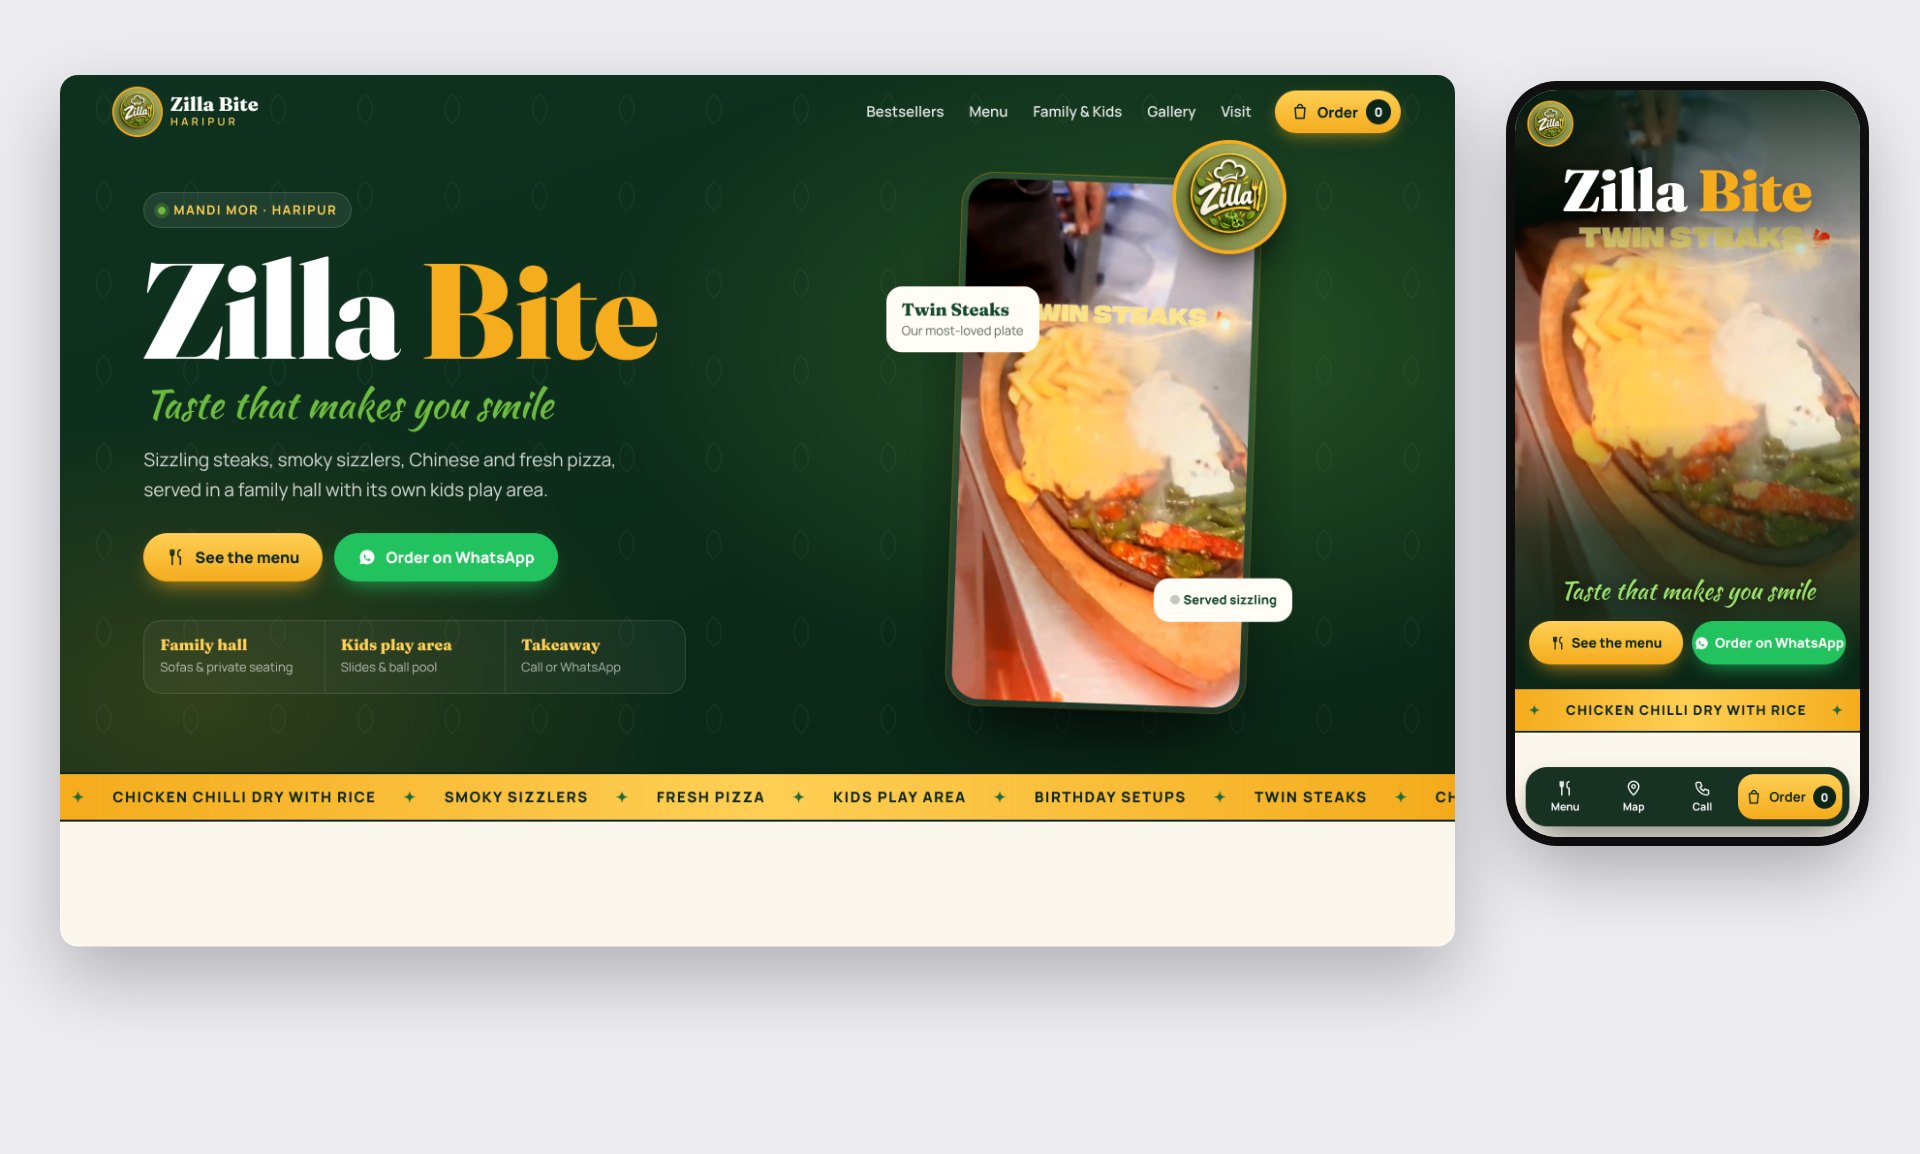 Zilla
Zilla Bite
HARIPUR
Bestsellers
Menu
Family & Kids
Gallery
Visit
Order 0
MANDI MOR · HARIPUR
Zilla Bite
Taste that makes you smile
Sizzling steaks, smoky sizzlers, Chinese and fresh pizza,
served in a family hall with its own kids play area.
See the menu
Order on WhatsApp
Family hall
Sofas & private seating
Kids play area
Slides & ball pool
Takeaway
Call or WhatsApp
Zilla
Twin Steaks
Our most-loved plate
WIN STEAKS
Served sizzling
CHICKEN CHILLI DRY WITH RICE
SMOKY SIZZLERS
FRESH PIZZA
KIDS PLAY AREA
BIRTHDAY SETUPS
TWIN STEAKS
CH
Zilla
Zilla Bite
TWIN STEAKS
Taste that makes you smile
See the menu
Order on WhatsApp
CHICKEN CHILLI DRY WITH RICE
Menu
Map
Call
Order 0